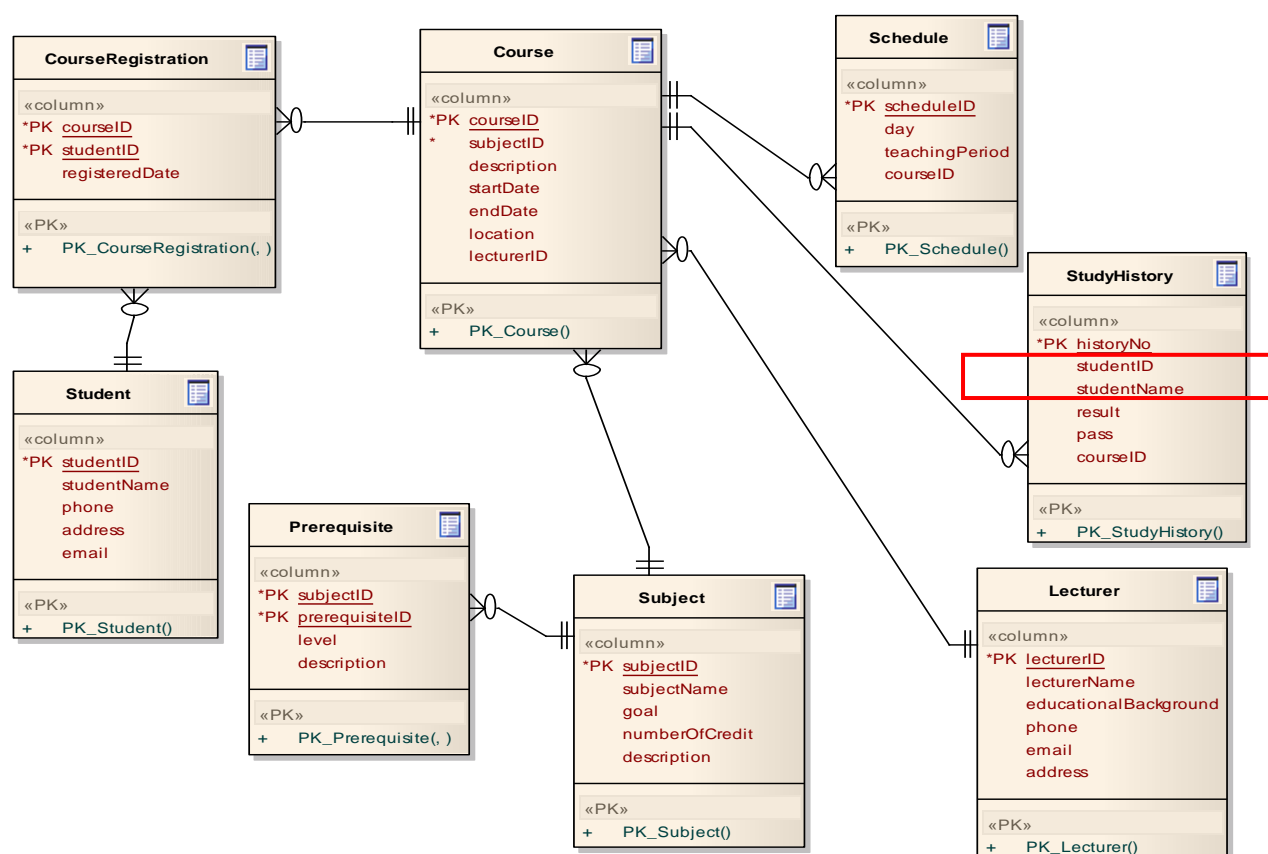 CourseRegistration
«column»
*PK courseID
*PK studentID
registeredDate
«PK»
+ PK_CourseRegistration(, )
Course
«column»
*PK courseID
* subjectID
description
startDate
endDate
location
lecturerID
«PK»
+ PK_Course()
Schedule
«column»
*PK scheduleID
day
teachingPeriod
courseID
«PK»
+ PK_Schedule()
StudyHistory
«column»
*PK historyNo
studentID
studentName
result
pass
courseID
«PK»
+ PK_StudyHistory()
Student
«column»
*PK studentID
studentName
phone
address
email
«PK»
+ PK_Student()
Prerequisite
«column»
*PK subjectID
*PK prerequisiteID
level
description
«PK»
+ PK_Prerequisite(, )
Subject
«column»
*PK subjectID
subjectName
goal
numberOfCredit
description
«PK»
+ PK_Subject()
Lecturer
«column»
*PK lecturerID
lecturerName
educationalBackground
phone
email
address
«PK»
+ PK_Lecturer()